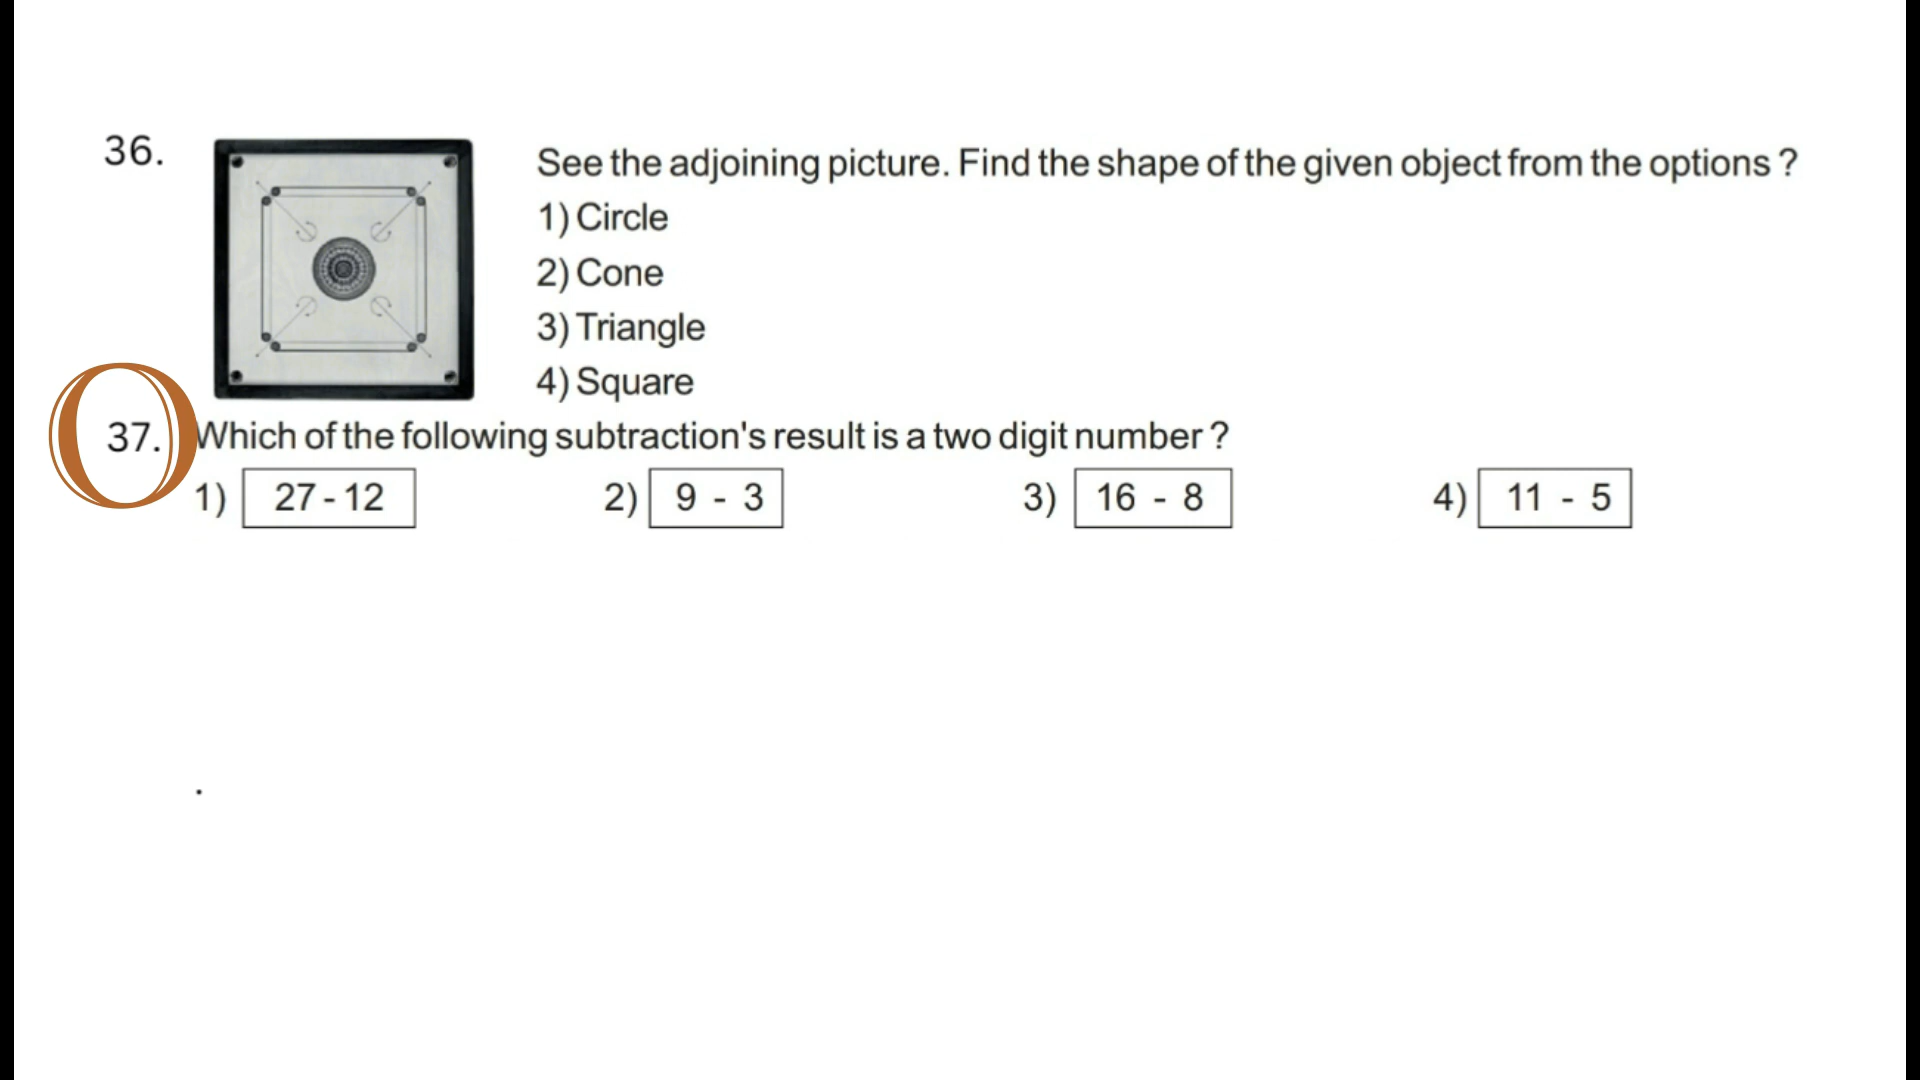 36.
See the adjoining picture. Find the shape of the given object from the options ?
1) Circle
2) Cone
3) Triangle
4) Square
37. Which of the following subtraction's result is a two digit number ?
1) 27 - 12 2) 9 - 3 3) 16 - 8 4) 11 - 5
.